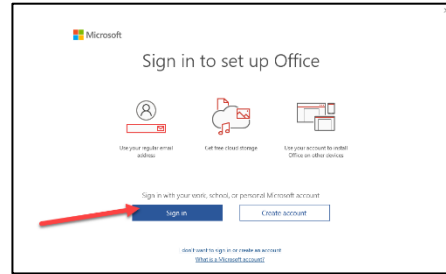 Microsoft
Sign in to set up Office
Use your regular email
address
Get free cloud storage
Use your account to install
Office on other devices
Sign in with your work, school, or personal Microsoft account
Sign in
Create account
I don't want to sign in or create an account
What is a Microsoft account?